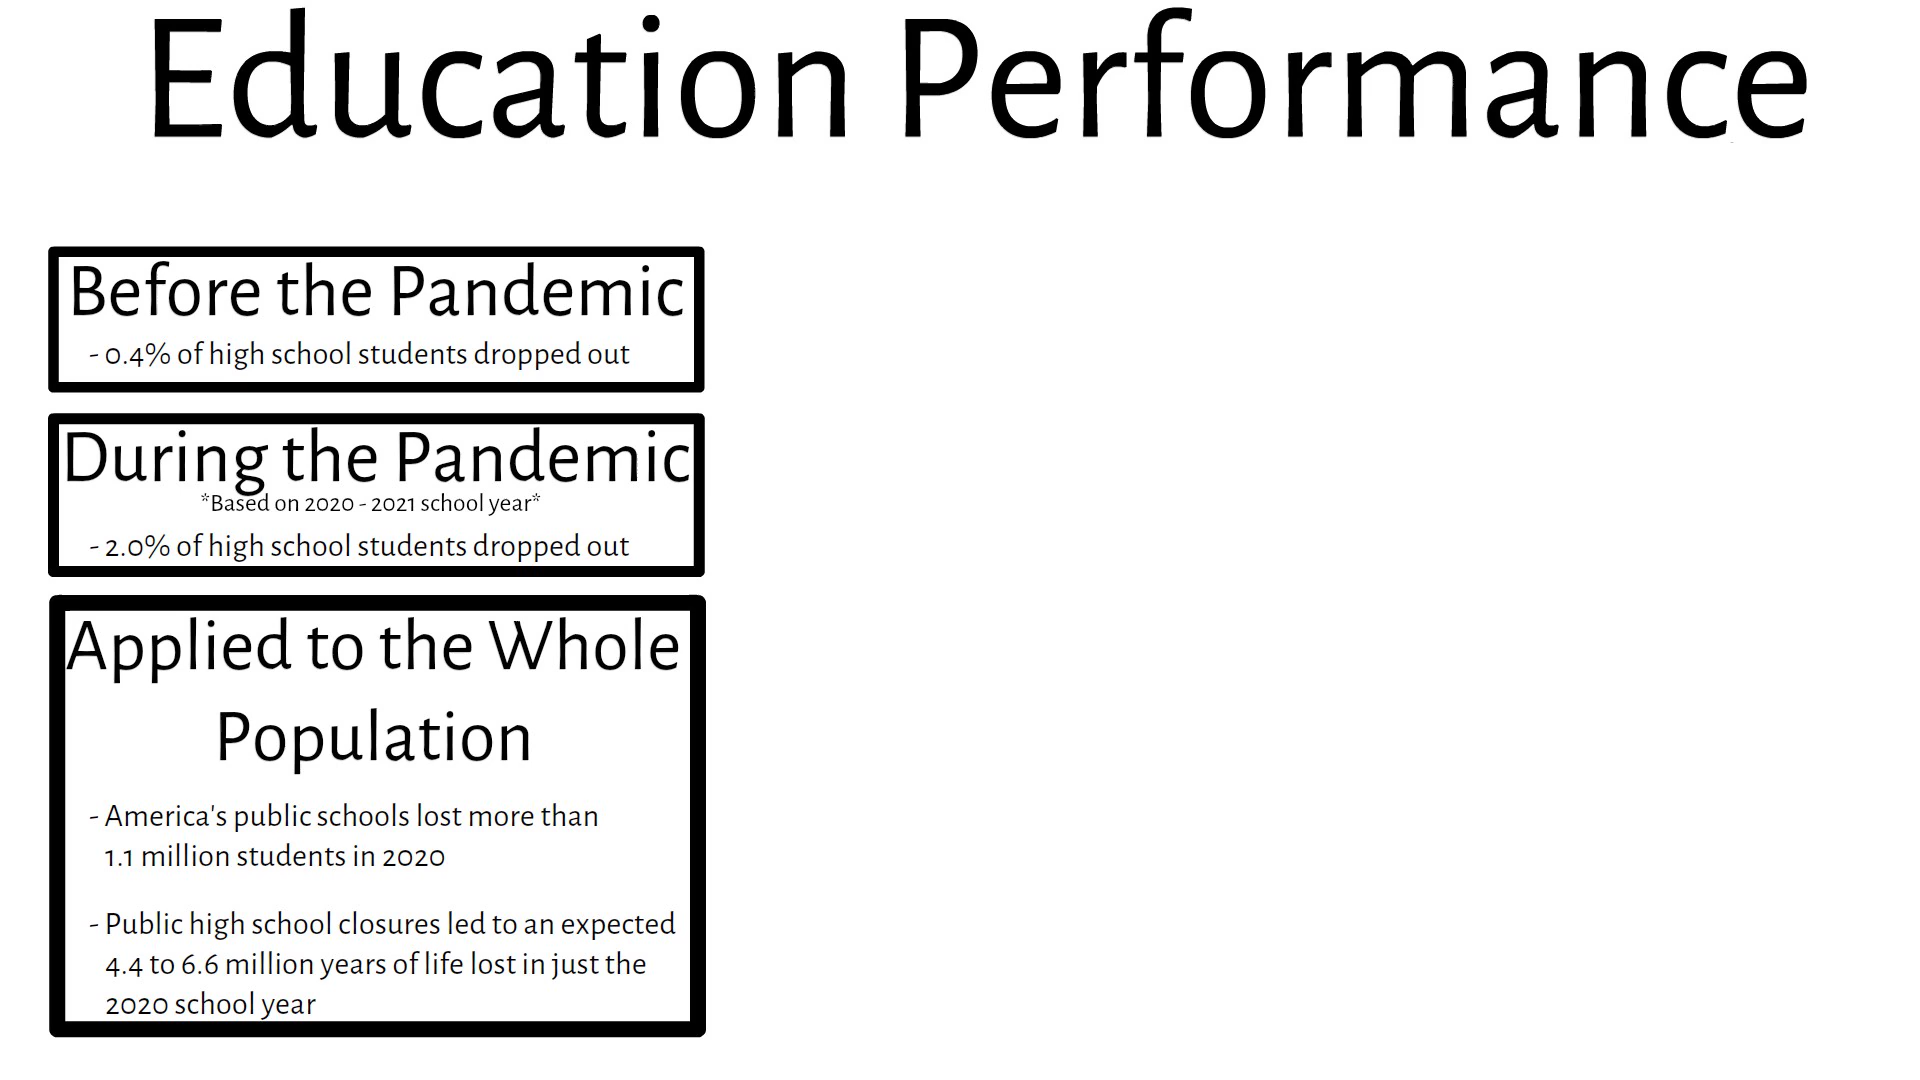 Education Performance
Before the Pandemic
- 0.4% of high school students dropped out
During the Pandemic
*Based on 2020 - 2021 school year*
- 2.0% of high school students dropped out
Applied to the Whole
Population
- America's public schools lost more than
1.1 million students in 2020
- Public high school closures led to an expected
4.4 to 6.6 million years of life lost in just the
2020 school year